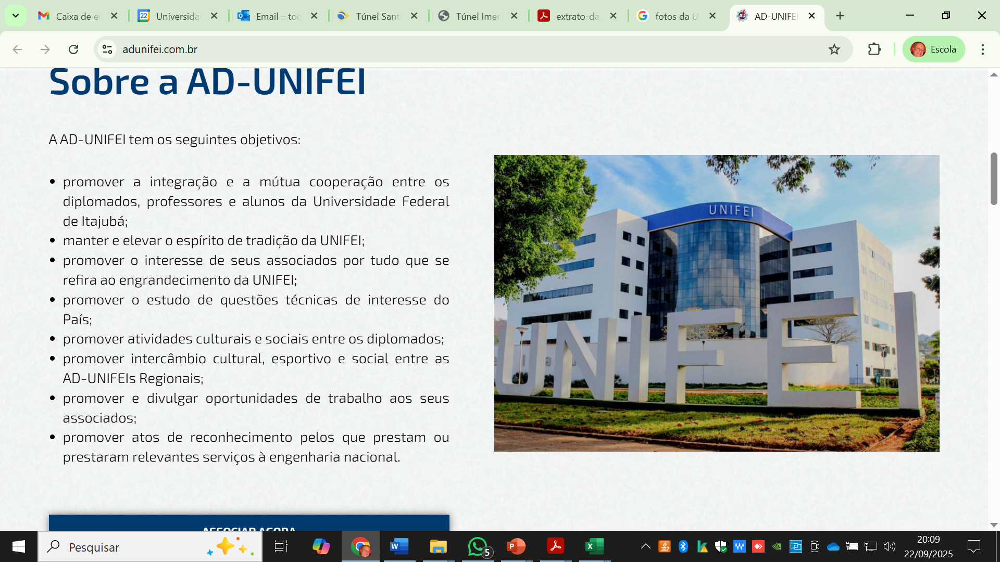 Caixa de e
22
Universida
Email – to
Túnel Sant
Túnel Imer
extrato-da
fotos da U
AD-UNIFEI
adunifei.com.br
Escola
Sobre a AD-UNIFEI
A AD-UNIFEI tem os seguintes objetivos:
promover a integração e a mútua cooperação entre os
diplomados, professores e alunos da Universidade Federal
de Itajubá;
manter e elevar o espírito de tradição da UNIFEI;
promover o interesse de seus associados por tudo que se
refira ao engrandecimento da UNIFEI;
promover o estudo de questões técnicas de interesse do
País;
promover atividades culturais e sociais entre os diplomados;
promover intercâmbio cultural, esportivo e social entre as
AD-UNIFEIs Regionais;
promover e divulgar oportunidades de trabalho aos seus
associados;
promover atos de reconhecimento pelos que prestam ou
prestaram relevantes serviços à engenharia nacional.
UNIFEI
UNIFEI
ASSOCIAR AGORA
Pesquisar
5
20:09
22/09/2025